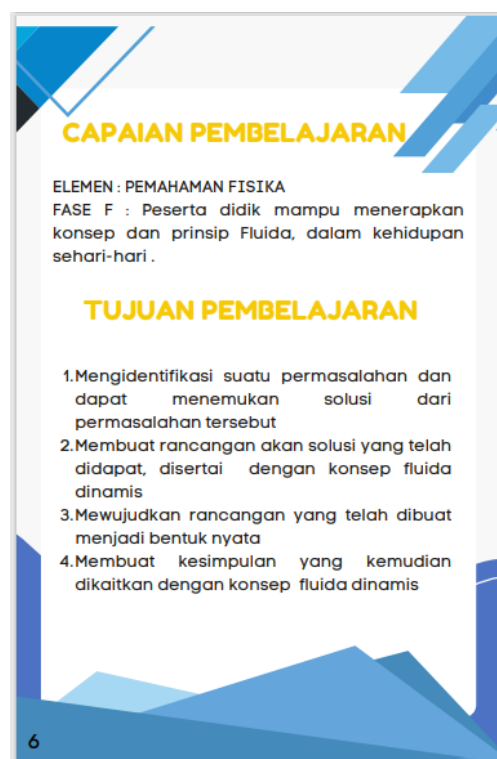 CAPAIAN PEMBELAJARAN
ELEMEN : PEMAHAMAN FISIKA
FASE F : Peserta didik mampu menerapkan
konsep dan prinsip Fluida, dalam kehidupan
sehari-hari .
TUJUAN PEMBELAJARAN
1.Mengidentifikasi suatu permasalahan dan
dapat menemukan solusi dari
permasalahan tersebut
2.Membuat rancangan akan solusi yang telah
didapat, disertai dengan konsep fluida
dinamis
3.Mewujudkan rancangan yang telah dibuat
menjadi bentuk nyata
4.Membuat kesimpulan yang kemudian
dikaitkan dengan konsep fluida dinamis
6